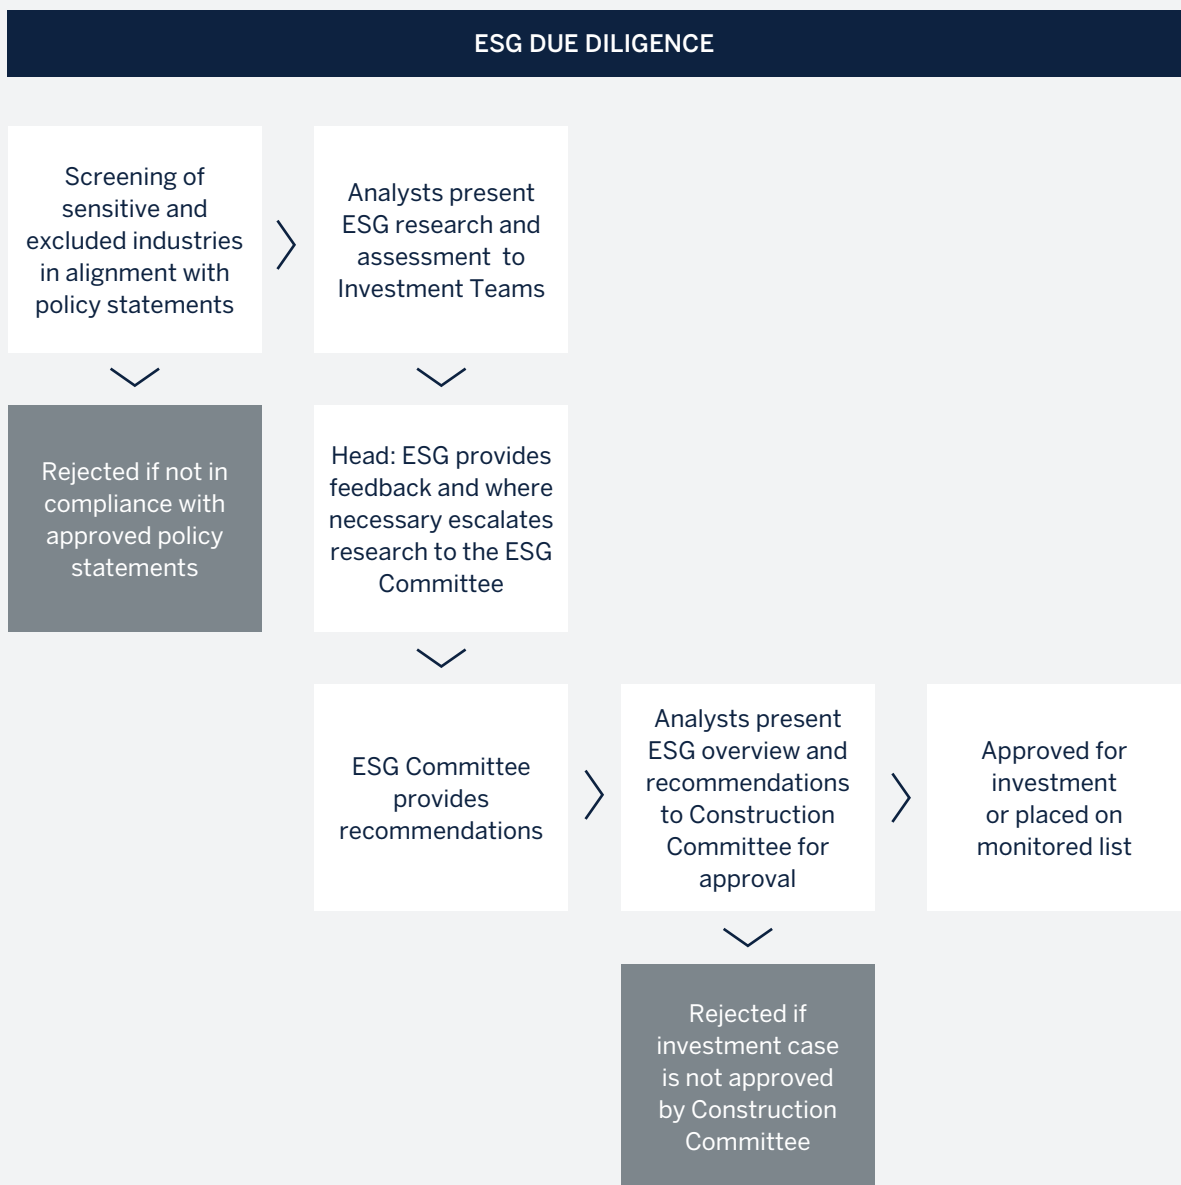 ESG DUE DILIGENCE
Screening of
sensitive and
excluded industries
in alignment with
policy statements
Analysts present
ESG research and
assessment to
Investment Teams
Rejected if not in
compliance with
approved policy
statements
Head: ESG provides
feedback and where
necessary escalates
research to the ESG
Committee
ESG Committee
provides
recommendations
Analysts present
ESG overview and
recommendations
to Construction
Committee for
approval
Approved for
investment
or placed on
monitored list
Rejected if
investment case
is not approved
by Construction
Committee